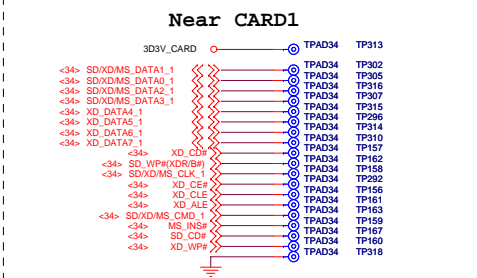 Near CARD1
3D3V_CARD TPAD34 TP313
<34> SD/XD/MS_DATA1_1 TPAD34 TP302
<34> SD/XD/MS_DATA0_1 TPAD34 TP305
<34> SD/XD/MS_DATA2_1 TPAD34 TP316
<34> SD/XD/MS_DATA3_1 TPAD34 TP307
<34> XD_DATA4_1 TPAD34 TP315
<34> XD_DATA5_1 TPAD34 TP296
<34> XD_DATA6_1 TPAD34 TP314
<34> XD_DATA7_1 TPAD34 TP310
<34> XD_CD# TPAD34 TP157
<34> SD_WP#(XDR/B#) TPAD34 TP162
<34> SD/XD/MS_CLK_1 TPAD34 TP158
<34> XD_CE# TPAD34 TP292
<34> XD_CLE TPAD34 TP156
<34> XD_ALE TPAD34 TP161
<34> SD/XD/MS_CMD_1 TPAD34 TP163
<34> MS_INS# TPAD34 TP159
<34> SD_CD# TPAD34 TP167
<34> XD_WP# TPAD34 TP160
TPAD34 TP318